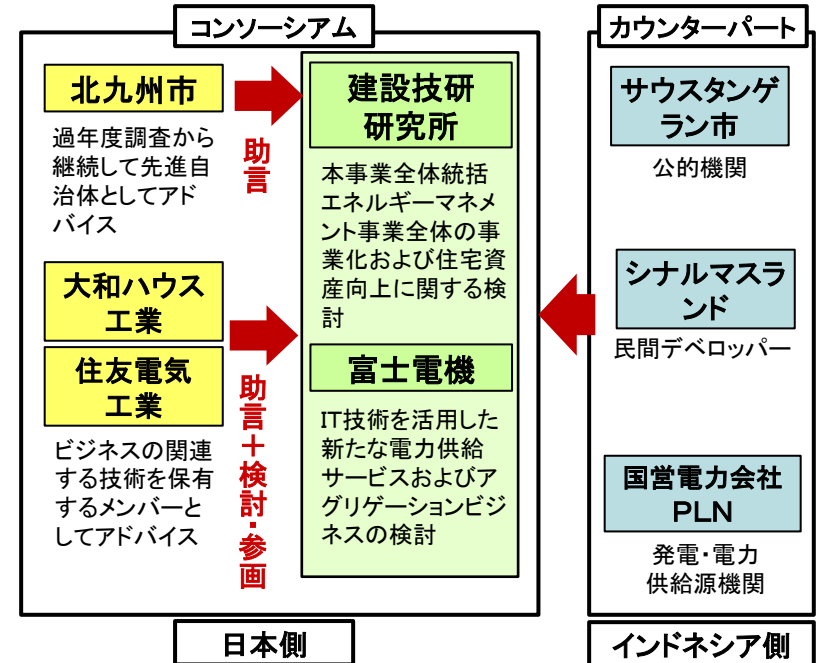 コンソーシアム
北九州市
過年度調査から
継続して先進自
治体としてアド
バイス
助言
大和ハウス
工業
住友電気
工業
ビジネスの関連
する技術を保有
するメンバーと
してアドバイス
助言+検討・参画
建設技研
研究所
本事業全体統括
エネルギーマネメ
ント事業全体の事
業化および住宅資
産向上に関する検
討
富士電機
IT技術を活用した
新たな電力供給
サービスおよびア
グリゲーションビジ
ネスの検討
日本側
カウンターパート
サウスタンゲ
ラン市
公的機関
シナルマスラ
ンド
民間デベロッパー
国営電力会社
PLN
発電・電力
供給源機関
インドネシア側